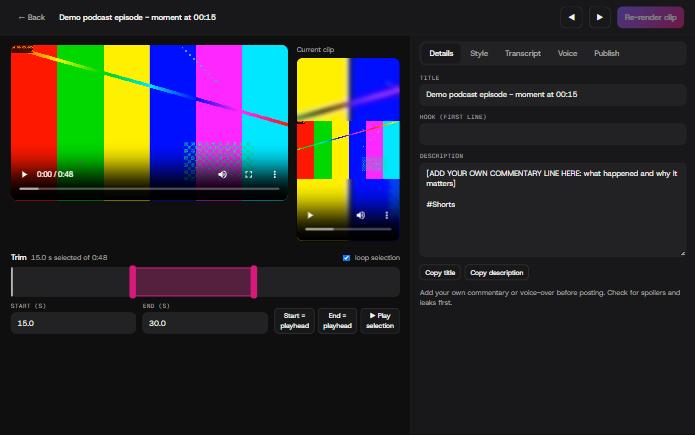 ← Back
Demo podcast episode – moment at 00:15
◀
▶
Re-render clip
Current clip
0:00 / 0:48
Trim 15.0 s selected of 0:48
loop selection
START (S)
15.0
END (S)
30.0
Start = playhead
End = playhead
▶ Play selection
Details
Style
Transcript
Voice
Publish
TITLE
Demo podcast episode – moment at 00:15
HOOK (FIRST LINE)
DESCRIPTION
[ADD YOUR OWN COMMENTARY LINE HERE: what happened and why it
matters]
#Shorts
Copy title
Copy description
Add your own commentary or voice-over before posting. Check for spoilers and
leaks first.